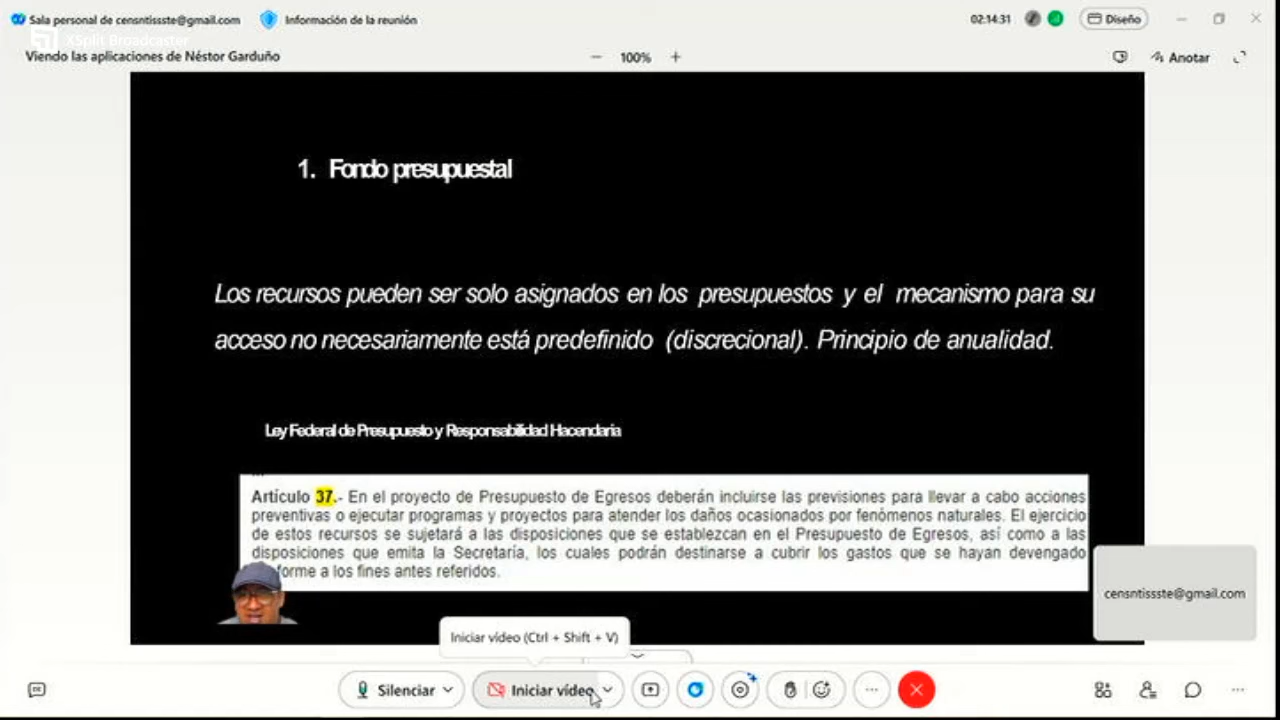 Sala personal de censntissste@gmail.com
Información de la reunión
02:14:31
Diseño
XSplit Broadcaster
Viendo las aplicaciones de Néstor Garduño
100%
Anotar
1. Fondo presupuestal
Los recursos pueden ser solo asignados en los presupuestos y el mecanismo para su
acceso no necesariamente está predefinido (discrecional). Principio de anualidad.
Ley Federal de Presupuesto y Responsabilidad Hacendaria
Artículo 37.- En el proyecto de Presupuesto de Egresos deberán incluirse las previsiones para llevar a cabo acciones
preventivas o ejecutar programas y proyectos para atender los daños ocasionados por fenómenos naturales. El ejercicio
de estos recursos se sujetará a las disposiciones que se establezcan en el Presupuesto de Egresos, así como a las
disposiciones que emita la Secretaría, los cuales podrán destinarse a cubrir los gastos que se hayan devengado
forme a los fines antes referidos.
censntissste@gmail.com
Iniciar vídeo (Ctrl + Shift + V)
Silenciar
Iniciar vídeo